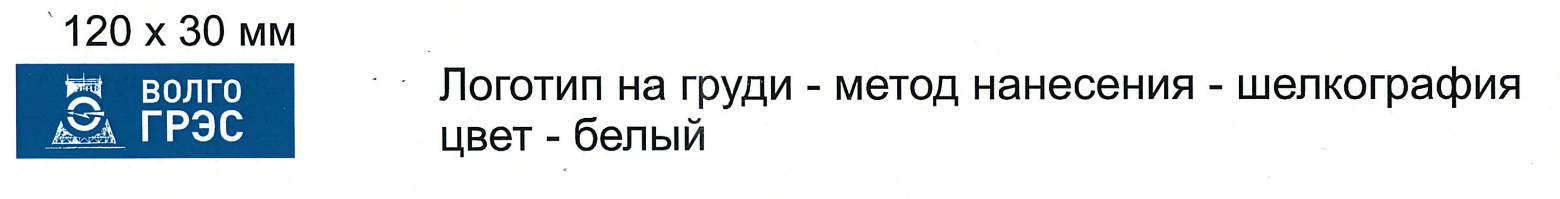 120 х 30 мм
ВОЛГО
ГРЭС
Логотип на груди - метод нанесения - шелкография
цвет - белый